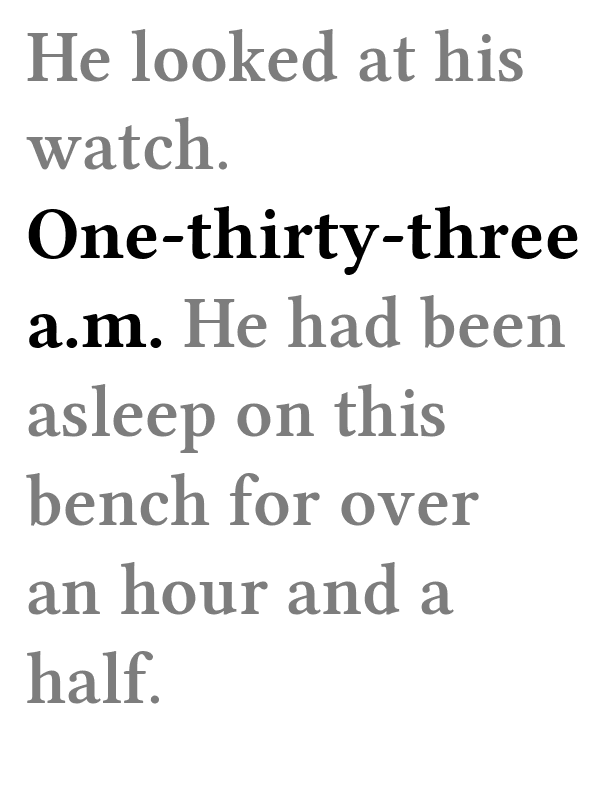 He looked at his
watch.
One-thirty-three
a.m. He had been
asleep on this
bench for over
an hour and a
half.